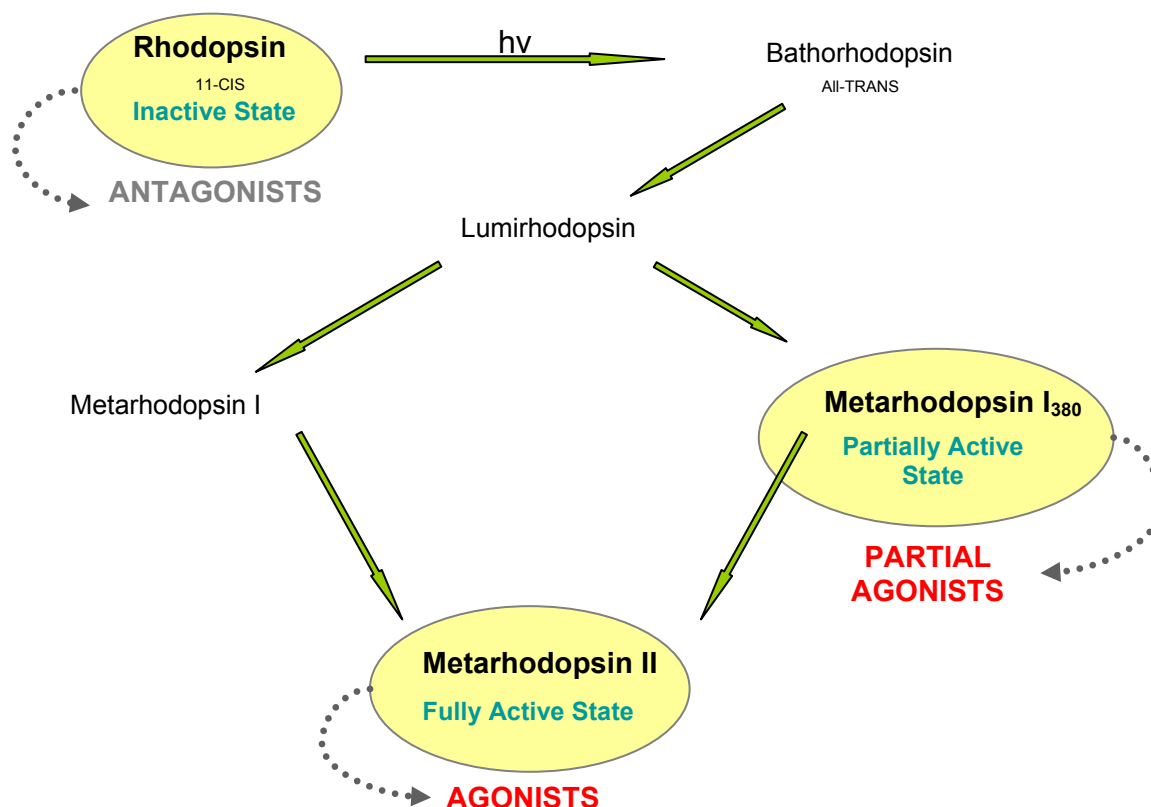 Rhodopsin
11-CIS
Inactive State
ANTAGONISTS
hv
Bathorhodopsin
All-TRANS
Lumirhodopsin
Metarhodopsin I
Metarhodopsin I₃₈₀
Partially Active
State
PARTIAL
AGONISTS
Metarhodopsin II
Fully Active State
AGONISTS